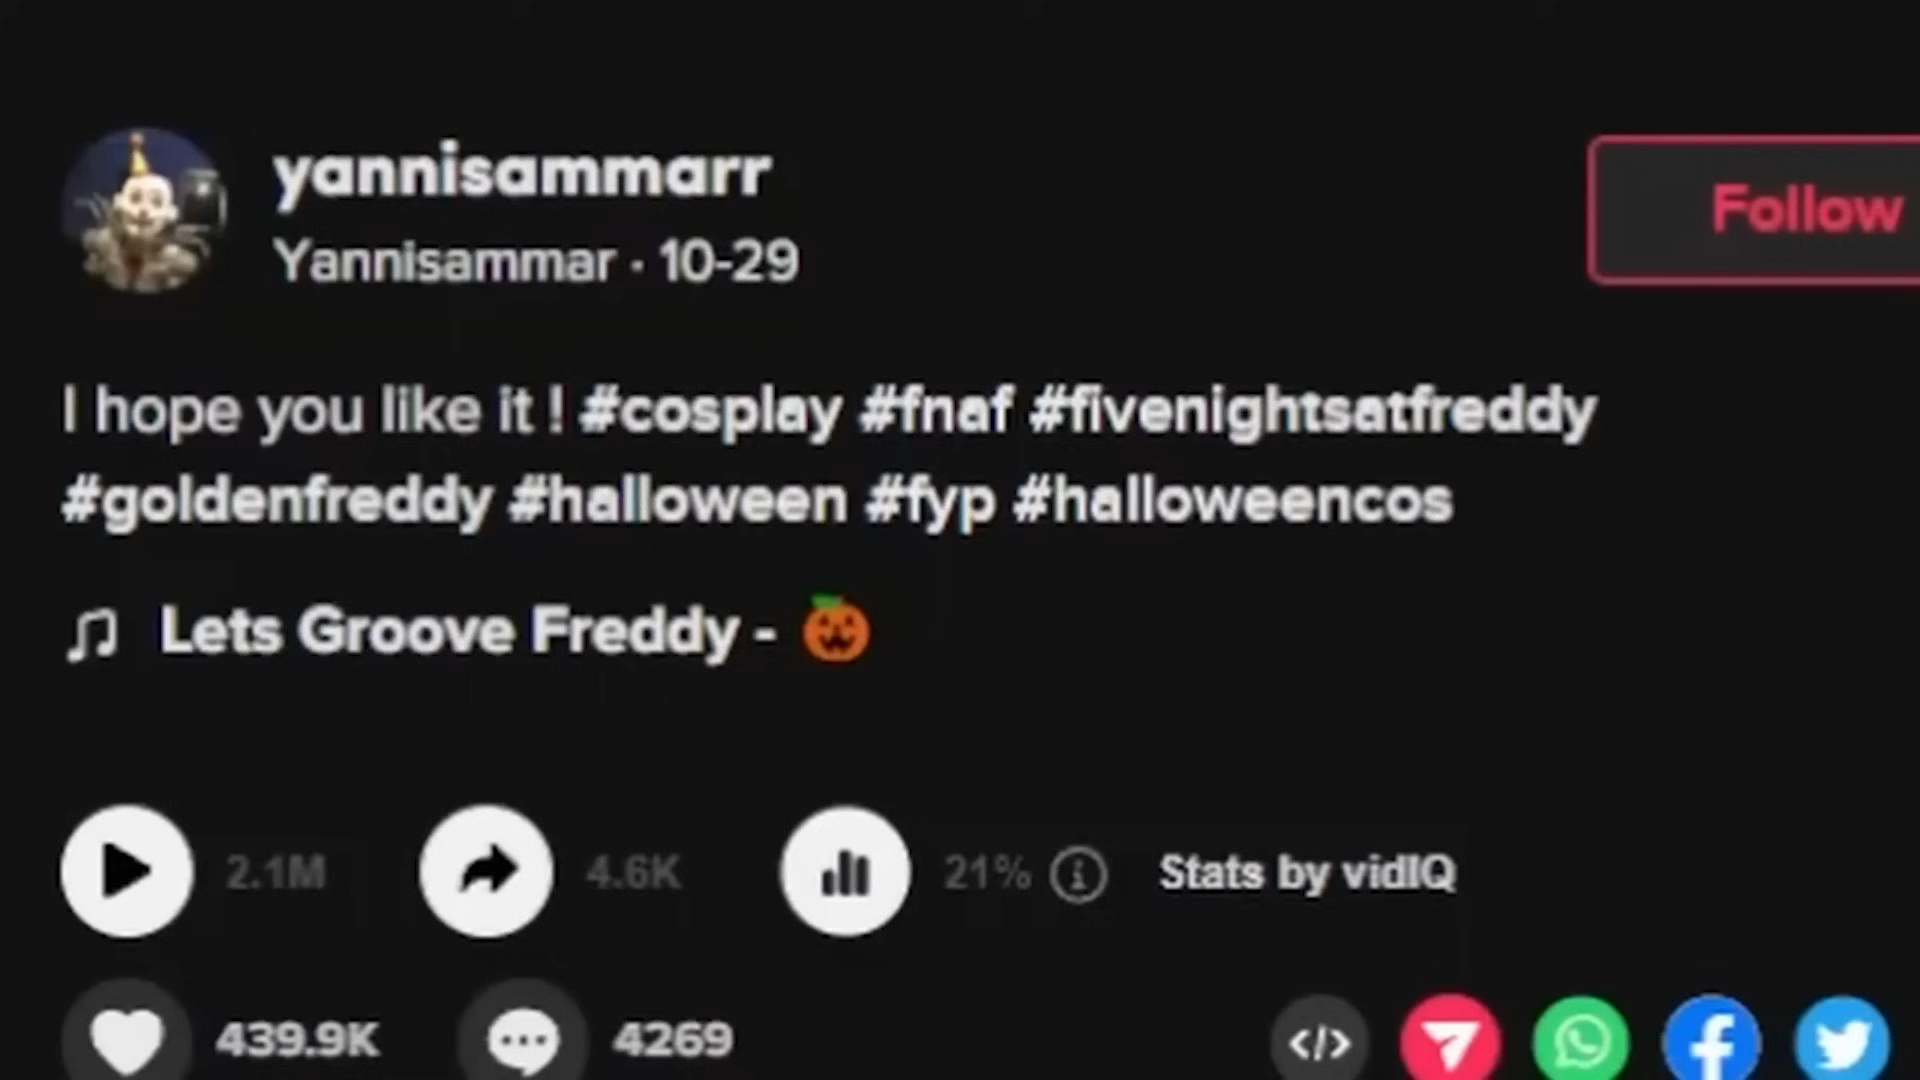 yannisammarr
Yannisammar · 10-29
Follow
I hope you like it ! #cosplay #fnaf #fivenightsatfreddy
#goldenfreddy #halloween #fyp #halloweencos
Lets Groove Freddy - 🎃
2.1M 4.6K 21% Stats by vidIQ
439.9K 4269